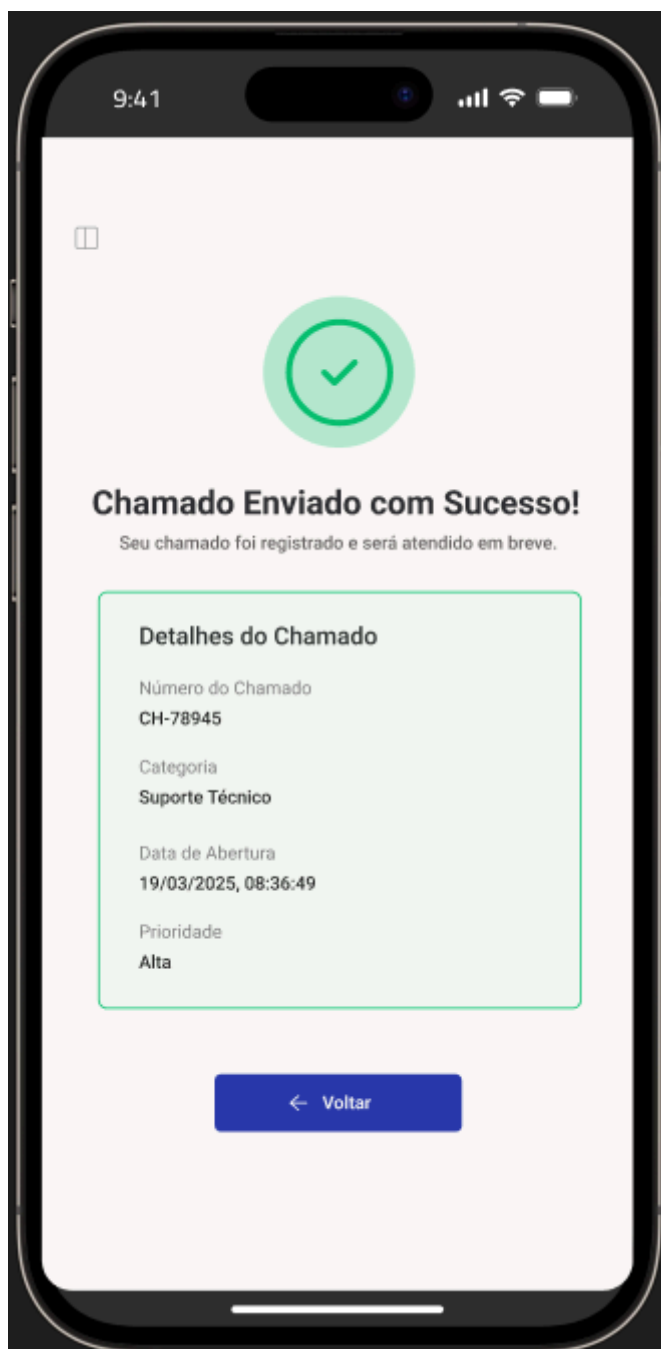 9:41
Chamado Enviado com Sucesso!
Seu chamado foi registrado e será atendido em breve.
Detalhes do Chamado
Número do Chamado
CH-78945
Categoria
Suporte Técnico
Data de Abertura
19/03/2025, 08:36:49
Prioridade
Alta
Voltar